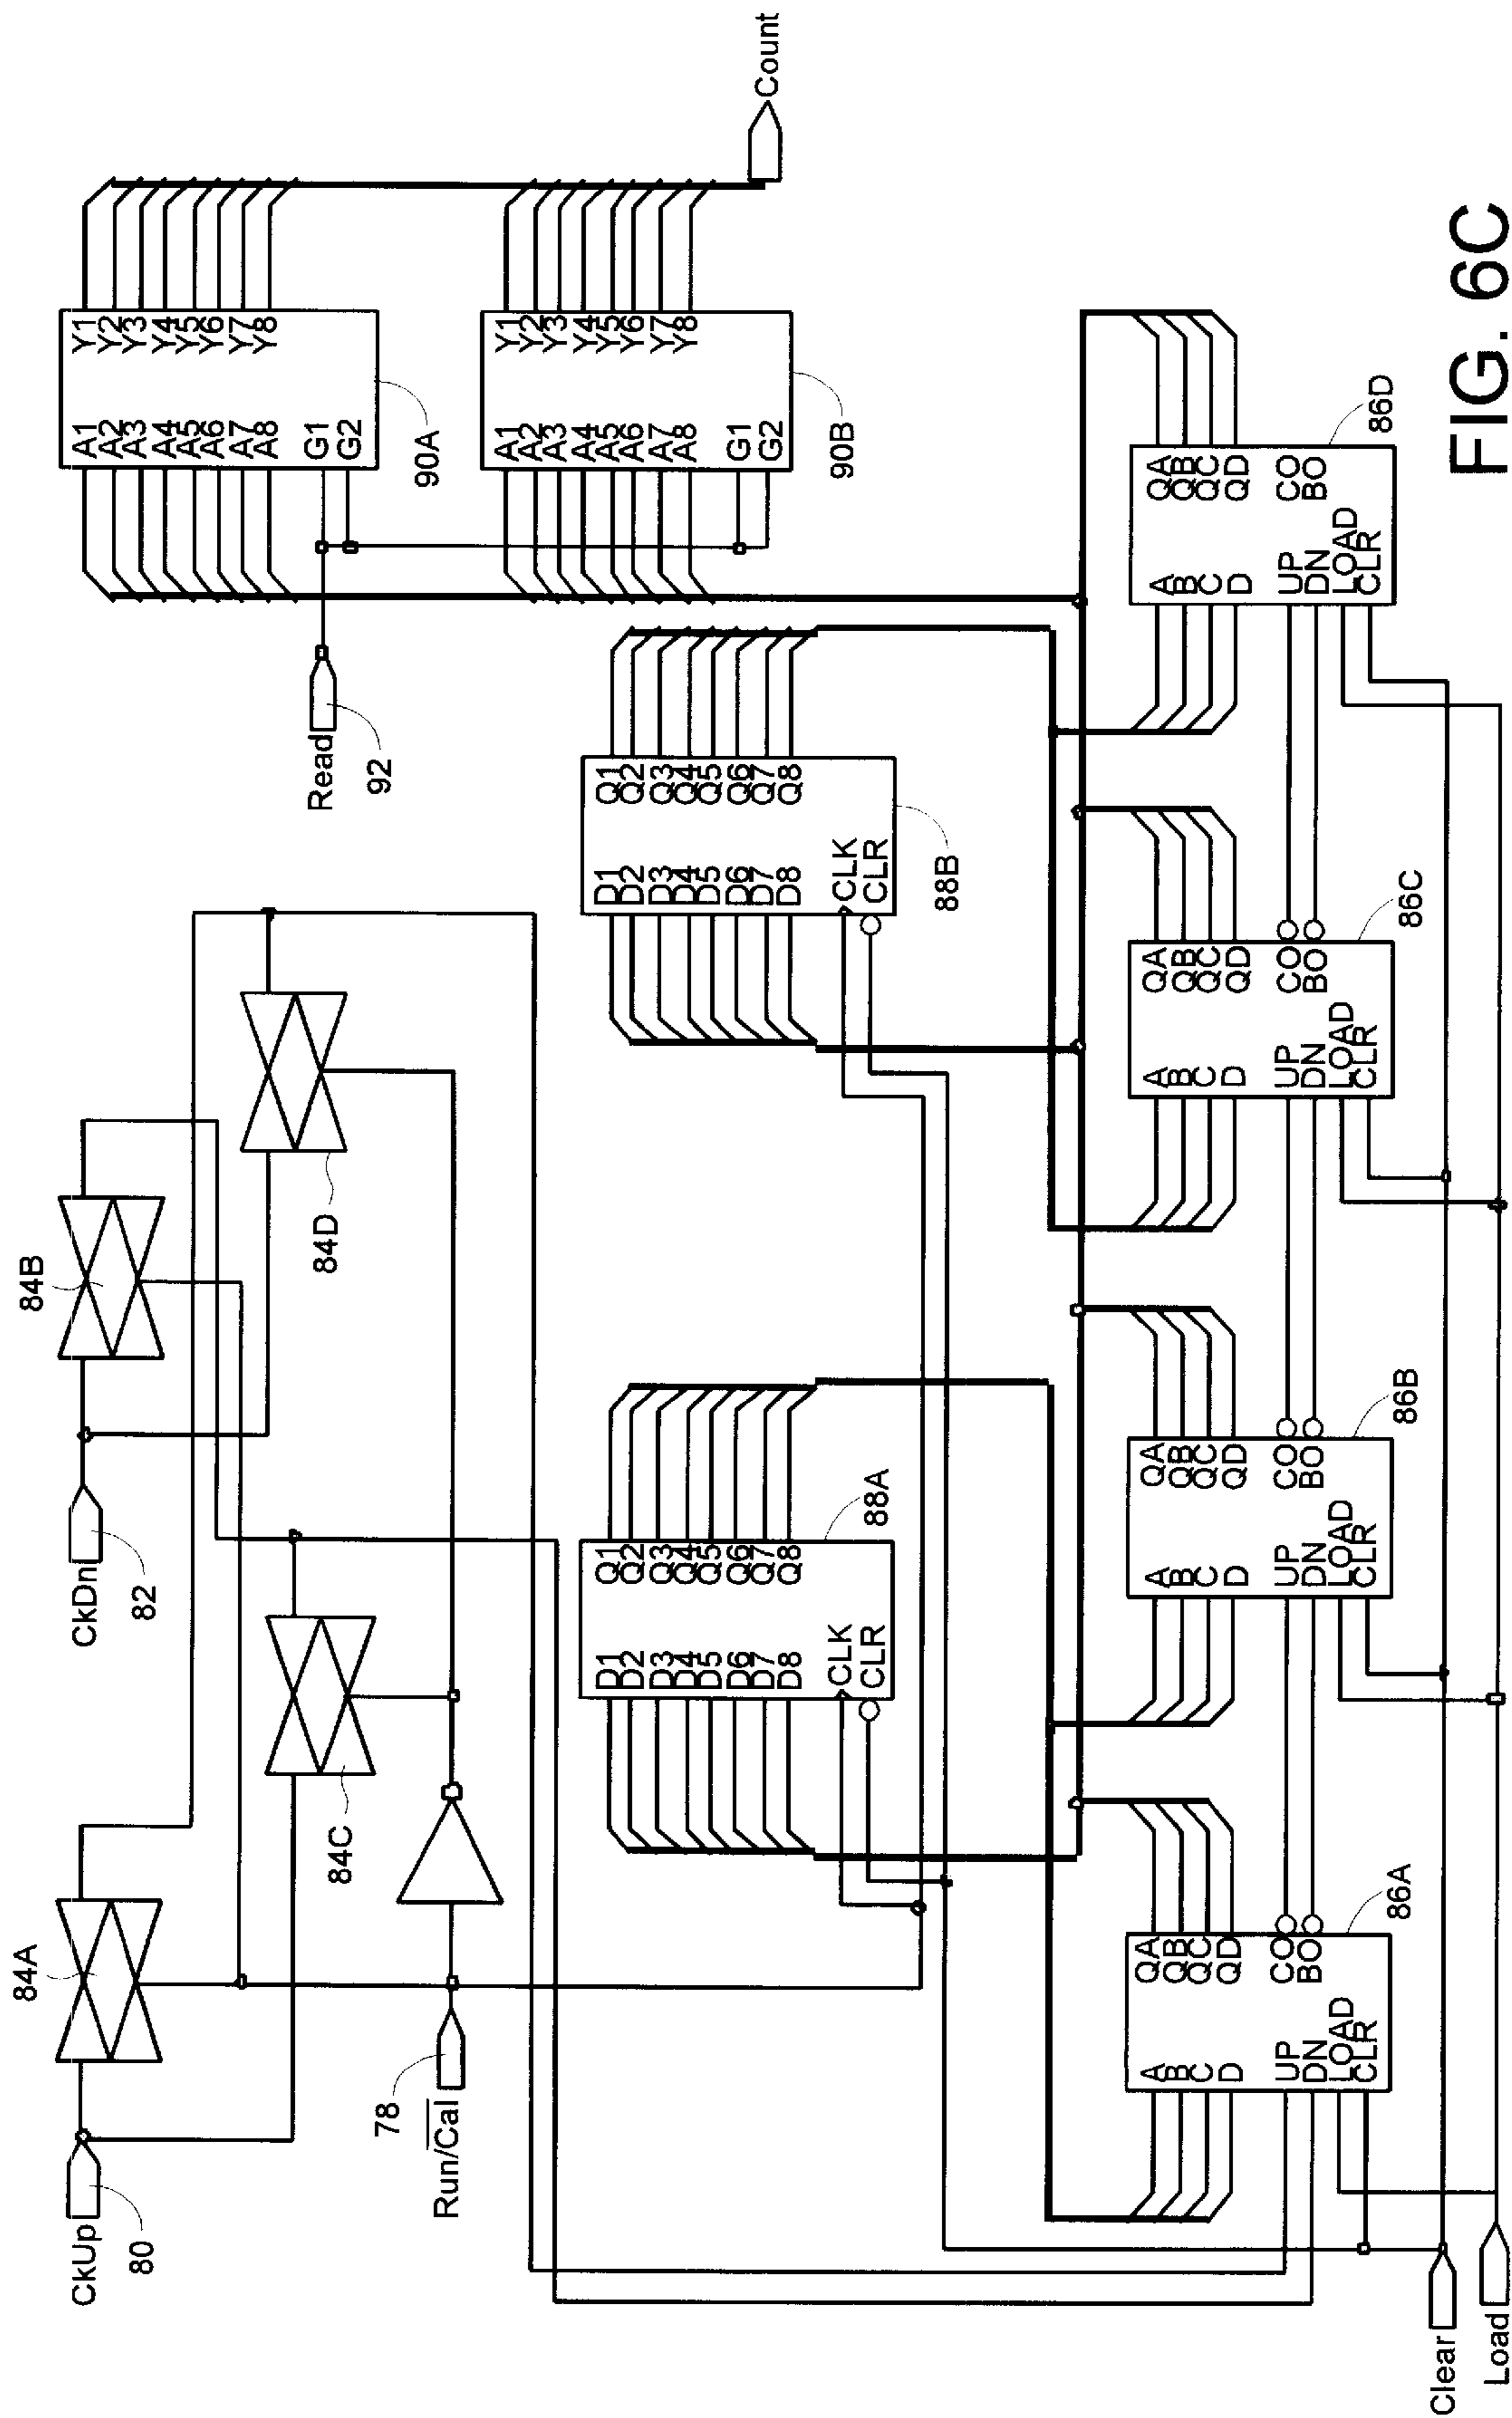 CkUp
80
84A
CkDn
82
84B
84C
84D
78
Run/Cal
Read
92
A1 Y1
A2 Y2
A3 Y3
A4 Y4
A5 Y5
A6 Y6
A7 Y7
A8 Y8
G1
G2
90A
A1 Y1
A2 Y2
A3 Y3
A4 Y4
A5 Y5
A6 Y6
A7 Y7
A8 Y8
G1
G2
90B
Count
D1 Q1
D2 Q2
D3 Q3
D4 Q4
D5 Q5
D6 Q6
D7 Q7
D8 Q8
CLK
CLR
88A
D1 Q1
D2 Q2
D3 Q3
D4 Q4
D5 Q5
D6 Q6
D7 Q7
D8 Q8
CLK
CLR
88B
A QA
B QB
C QC
D QD
UP CO
DN BO
LOAD
CLR
86A
A QA
B QB
C QC
D QD
UP CO
DN BO
LOAD
CLR
86B
A QA
B QB
C QC
D QD
UP CO
DN BO
LOAD
CLR
86C
A QA
B QB
C QC
D QD
UP CO
DN BO
LOAD
CLR
86D
Clear
Load
FIG. 6C